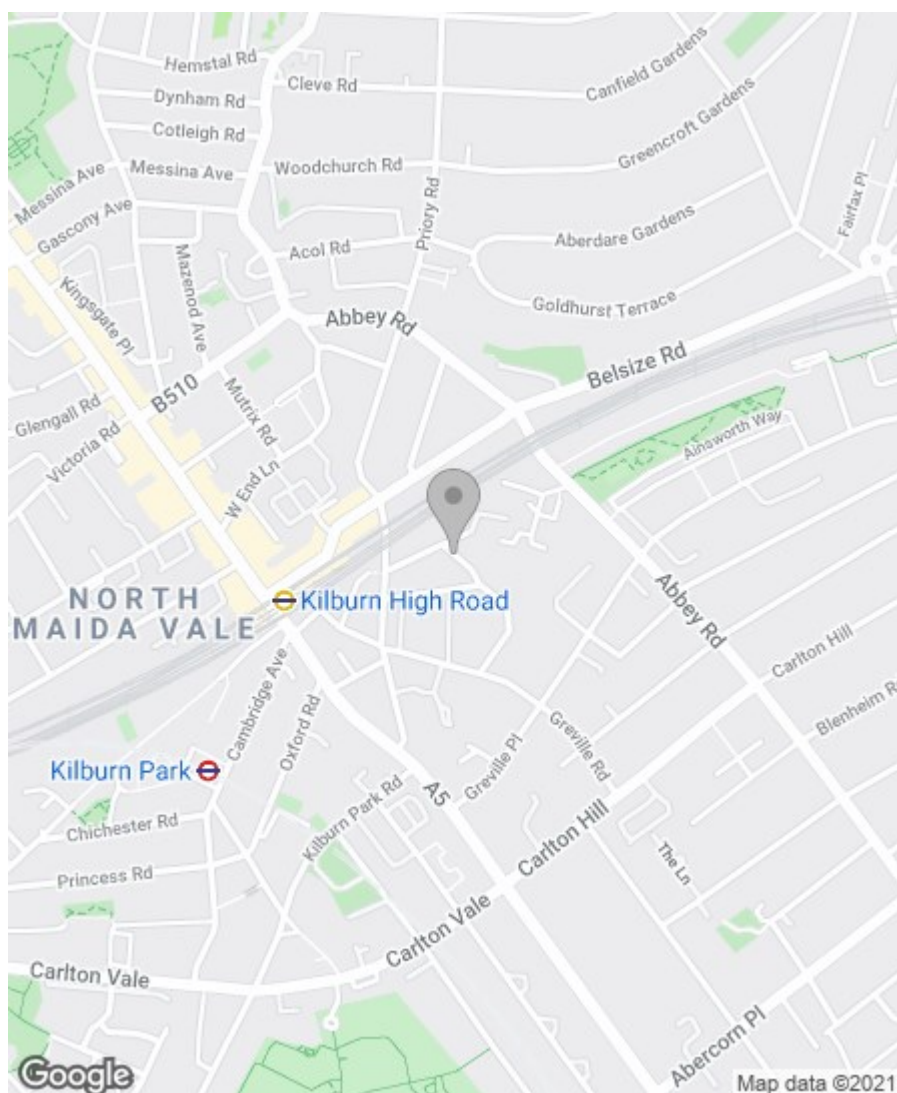 Hemstal Rd
Cleve Rd
Canfield Gardens
Dynham Rd
Cotleigh Rd
Greencroft Gardens
Messina Ave
Messina Ave
Woodchurch Rd
Fairfax Pl
Gascony Ave
Priory Rd
Aberdare Gardens
Mazenod Ave
Acol Rd
Kingsgate Pl
Goldhurst Terrace
Abbey Rd
Belsize Rd
B510
Glengall Rd
Mutrix Rd
Victoria Rd
Ainsworth Way
W End Ln
NORTH
MAIDA VALE
Kilburn High Road
Abbey Rd
Carlton Hill
Cambridge Ave
Oxford Rd
Blenheim R
Greville Pl
Greville Rd
Kilburn Park
A5
Kilburn Park Rd
Chichester Rd
Carlton Hill
The Ln
Princess Rd
Carlton Vale
Carlton Vale
Abercorn Pl
Google
Map data ©2021